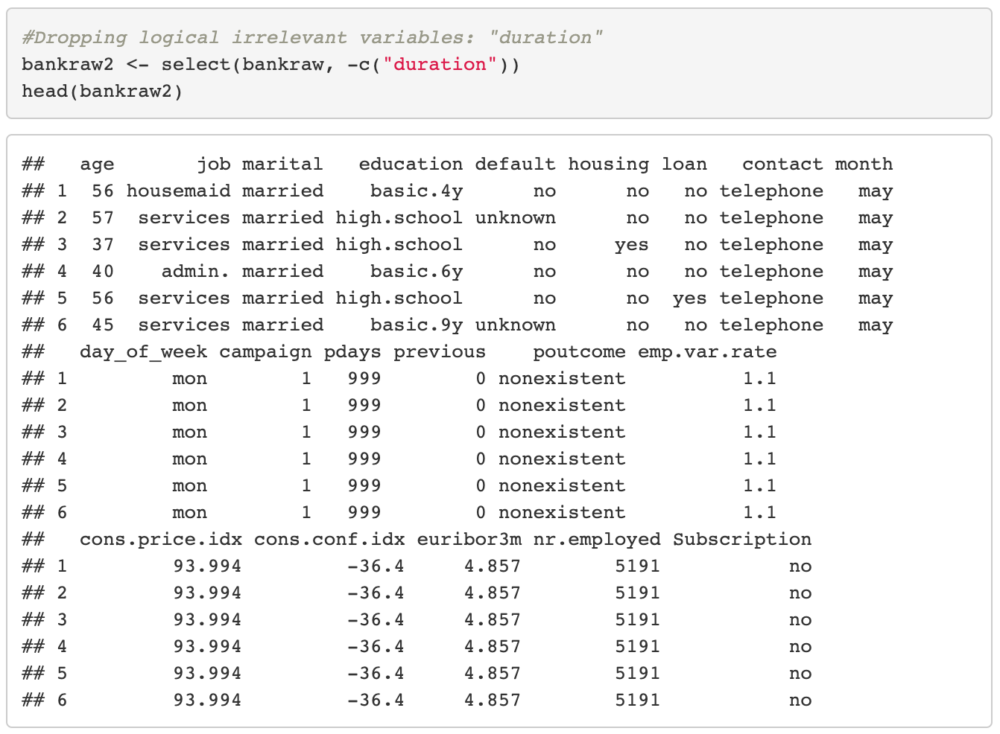 #Dropping logical irrelevant variables: "duration"
bankraw2 <- select(bankraw, -c("duration"))
head(bankraw2)
##   age       job marital   education default housing loan   contact month
## 1  56 housemaid married     basic.4y      no      no   no telephone   may
## 2  57  services married high.school unknown      no   no telephone   may
## 3  37  services married high.school      no     yes   no telephone   may
## 4  40    admin. married    basic.6y      no      no   no telephone   may
## 5  56  services married high.school      no      no  yes telephone   may
## 6  45  services married    basic.9y unknown      no   no telephone   may
##   day_of_week campaign pdays previous    poutcome emp.var.rate
## 1         mon        1   999        0 nonexistent          1.1
## 2         mon        1   999        0 nonexistent          1.1
## 3         mon        1   999        0 nonexistent          1.1
## 4         mon        1   999        0 nonexistent          1.1
## 5         mon        1   999        0 nonexistent          1.1
## 6         mon        1   999        0 nonexistent          1.1
##   cons.price.idx cons.conf.idx euribor3m nr.employed Subscription
## 1         93.994         -36.4     4.857        5191           no
## 2         93.994         -36.4     4.857        5191           no
## 3         93.994         -36.4     4.857        5191           no
## 4         93.994         -36.4     4.857        5191           no
## 5         93.994         -36.4     4.857        5191           no
## 6         93.994         -36.4     4.857        5191           no